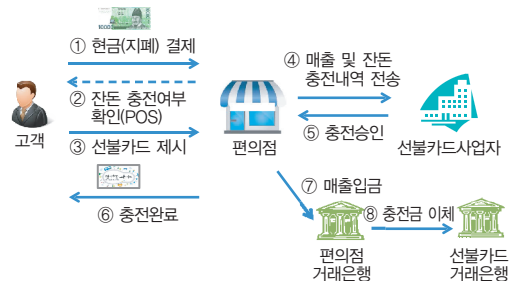 ① 현금(지폐) 결제
② 잔돈 충전여부
확인(POS)
③ 선불카드 제시
고객
⑥ 충전완료
편의점
④ 매출 및 잔돈
충전내역 전송
⑤ 충전승인
선불카드사업자
⑦ 매출입금
⑧ 충전금 이체
편의점
거래은행
선불카드
거래은행